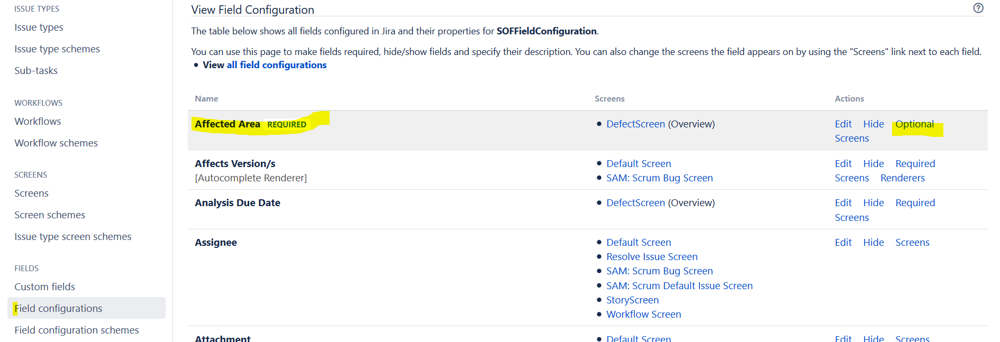 ISSUE TYPES
Issue types
Issue type schemes
Sub-tasks
WORKFLOWS
Workflows
Workflow schemes
SCREENS
Screens
Screen schemes
Issue type screen schemes
FIELDS
Custom fields
Field configurations
Field configuration schemes
View Field Configuration
The table below shows all fields configured in Jira and their properties for SOFFieldConfiguration.
You can use this page to make fields required, hide/show fields and specify their description. You can also change the screens the field appears on by using the "Screens" link next to each field.
• View all field configurations
Name Screens Actions
Affected Area REQUIRED • DefectScreen (Overview) Edit Hide Optional
Screens
Affects Version/s • Default Screen Edit Hide Required
[Autocomplete Renderer] • SAM: Scrum Bug Screen Screens Renderers
Analysis Due Date • DefectScreen (Overview) Edit Hide Required
Screens
Assignee • Default Screen Edit Hide Screens
• Resolve Issue Screen
• SAM: Scrum Bug Screen
• SAM: Scrum Default Issue Screen
• StoryScreen
• Workflow Screen
Attachment • Default Screen Edit Hide Screens